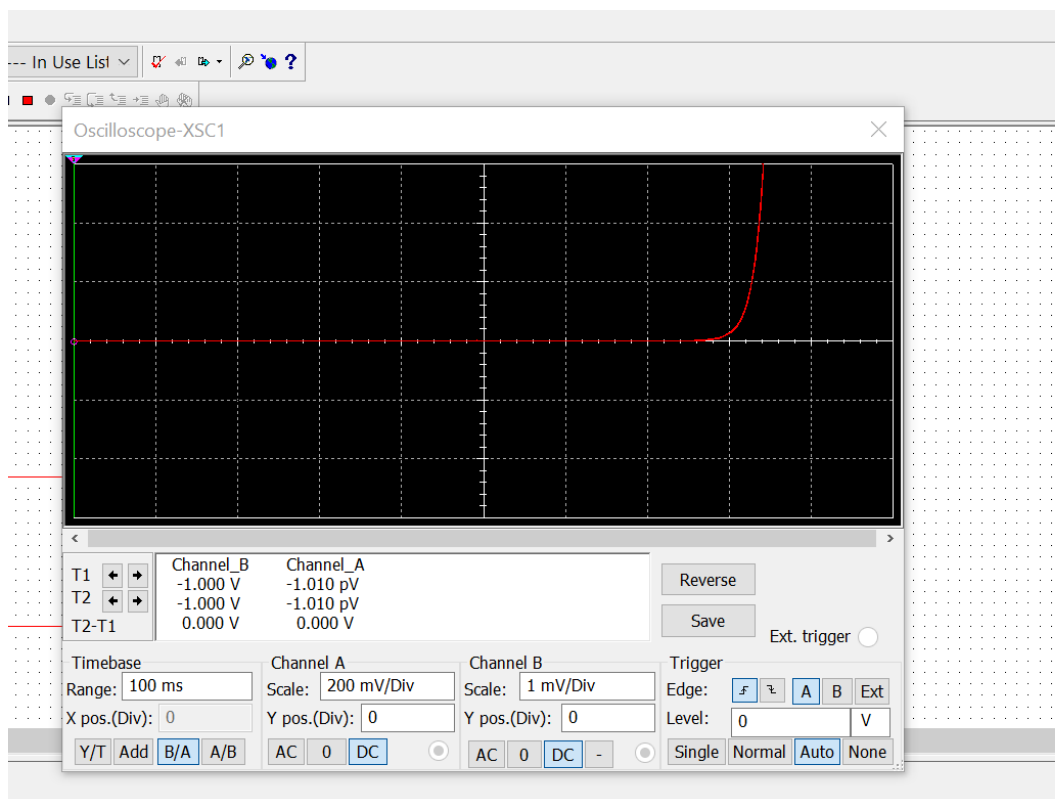 --- In Use List
?
Oscilloscope-XSC1
Channel_B Channel_A
T1 -1.000 V -1.010 pV
T2 -1.000 V -1.010 pV
T2-T1 0.000 V 0.000 V
Reverse
Save
Ext. trigger
Timebase
Range: 100 ms
X pos.(Div): 0
Y/T Add B/A A/B
Channel A
Scale: 200 mV/Div
Y pos.(Div): 0
AC 0 DC
Channel B
Scale: 1 mV/Div
Y pos.(Div): 0
AC 0 DC -
Trigger
Edge: A B Ext
Level: 0 V
Single Normal Auto None